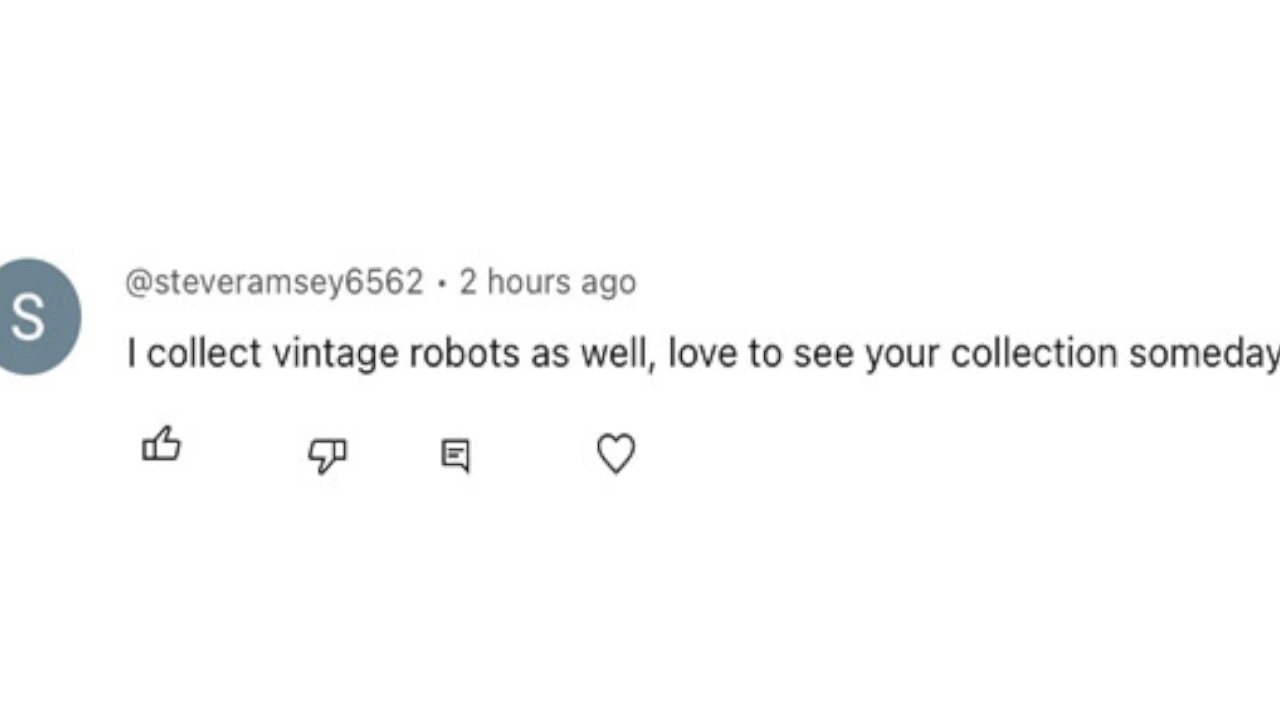 S
@steveramsey6562 • 2 hours ago
I collect vintage robots as well, love to see your collection someday